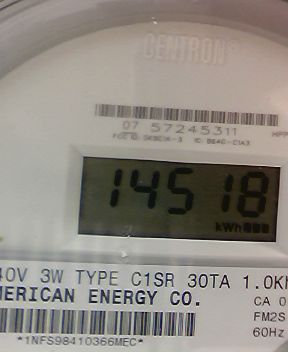 CENTRON®
07 57245311
14518
kWh
40V 3W TYPE C1SR 30TA 1.0K
MERICAN ENERGY CO.
CA 0
FM2S
60Hz
*1NFS98410366MEC*